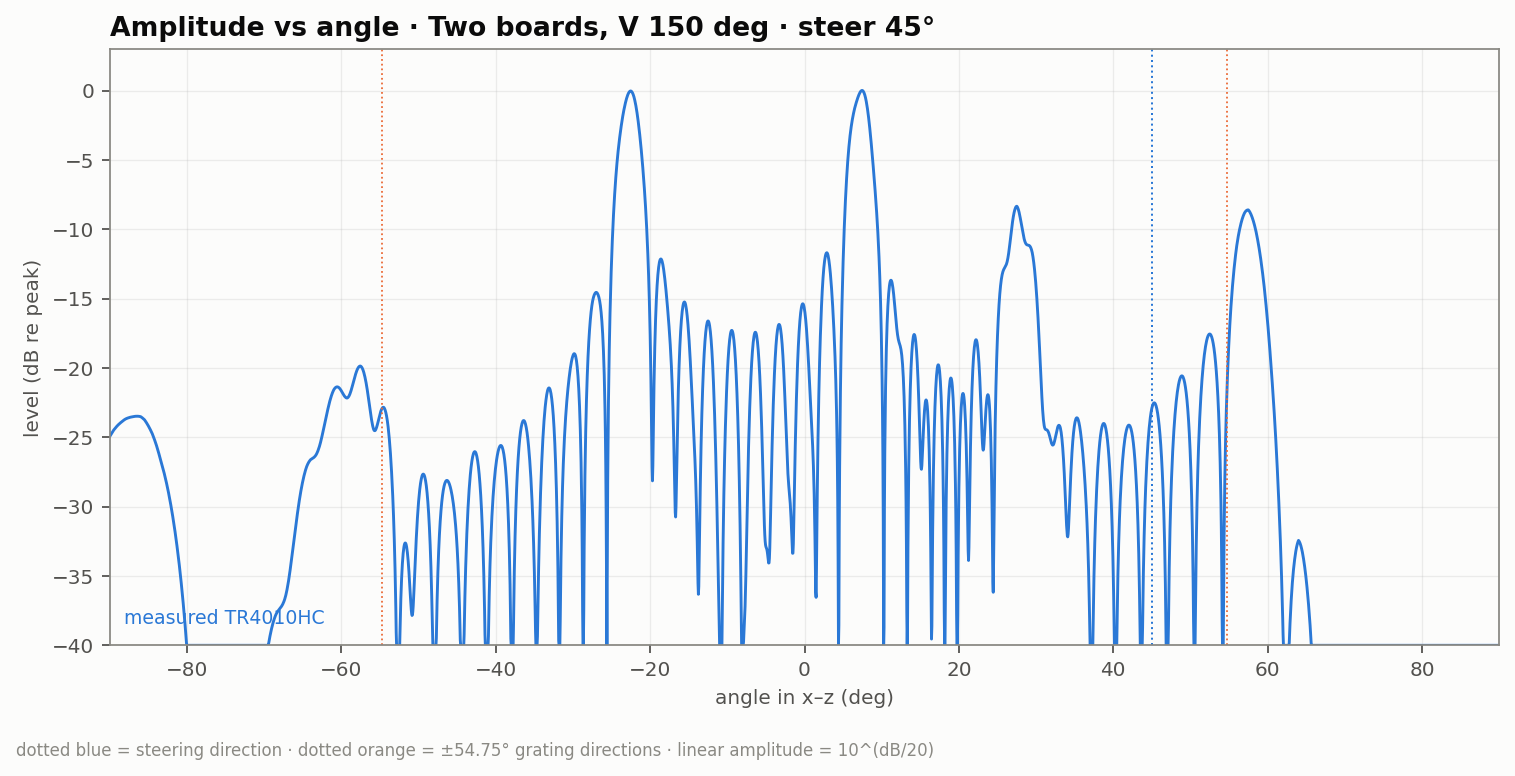 Amplitude vs angle · Two boards, V 150 deg · steer 45°
level (dB re peak)
0
−5
−10
−15
−20
−25
−30
−35
−40
measured TR4010HC
−80 −60 −40 −20 0 20 40 60 80
angle in x–z (deg)
dotted blue = steering direction · dotted orange = ±54.75° grating directions · linear amplitude = 10^(dB/20)